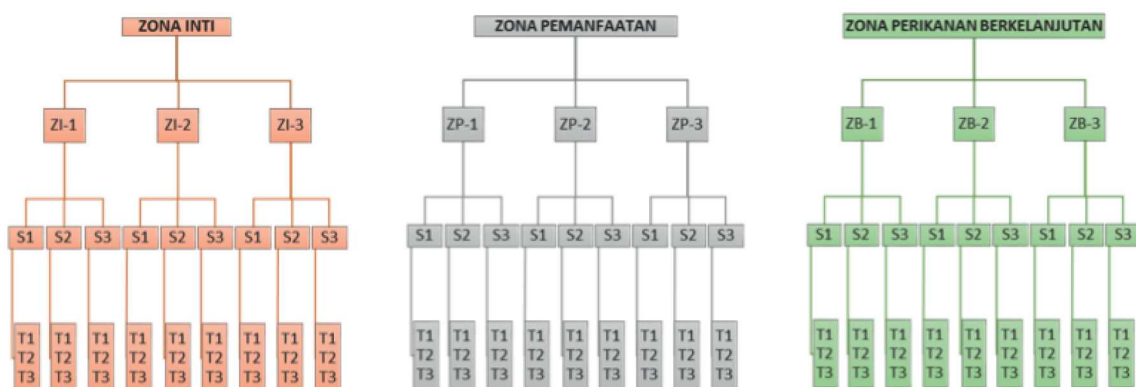 ZONA INTI
ZI-1 ZI-2 ZI-3
S1 S2 S3 S1 S2 S3 S1 S2 S3
T1 T1 T1 T1 T1 T1 T1 T1 T1
T2 T2 T2 T2 T2 T2 T2 T2 T2
T3 T3 T3 T3 T3 T3 T3 T3 T3
ZONA PEMANFAATAN
ZP-1 ZP-2 ZP-3
S1 S2 S3 S1 S2 S3 S1 S2 S3
T1 T1 T1 T1 T1 T1 T1 T1 T1
T2 T2 T2 T2 T2 T2 T2 T2 T2
T3 T3 T3 T3 T3 T3 T3 T3 T3
ZONA PERIKANAN BERKELANJUTAN
ZB-1 ZB-2 ZB-3
S1 S2 S3 S1 S2 S3 S1 S2 S3
T1 T1 T1 T1 T1 T1 T1 T1 T1
T2 T2 T2 T2 T2 T2 T2 T2 T2
T3 T3 T3 T3 T3 T3 T3 T3 T3